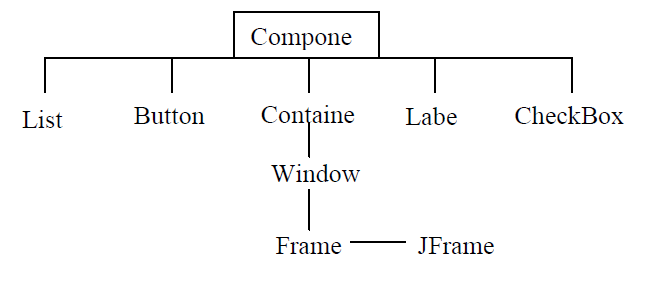 Compone
List Button Containe Labe CheckBox
Window
Frame JFrame